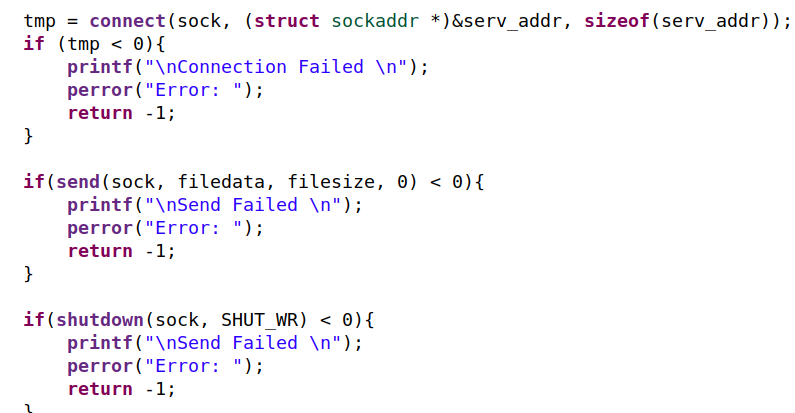 tmp = connect(sock, (struct sockaddr *)&serv_addr, sizeof(serv_addr));
if (tmp < 0){
    printf("\nConnection Failed \n");
    perror("Error: ");
    return -1;
}

if(send(sock, filedata, filesize, 0) < 0){
    printf("\nSend Failed \n");
    perror("Error: ");
    return -1;
}

if(shutdown(sock, SHUT_WR) < 0){
    printf("\nSend Failed \n");
    perror("Error: ");
    return -1;
}